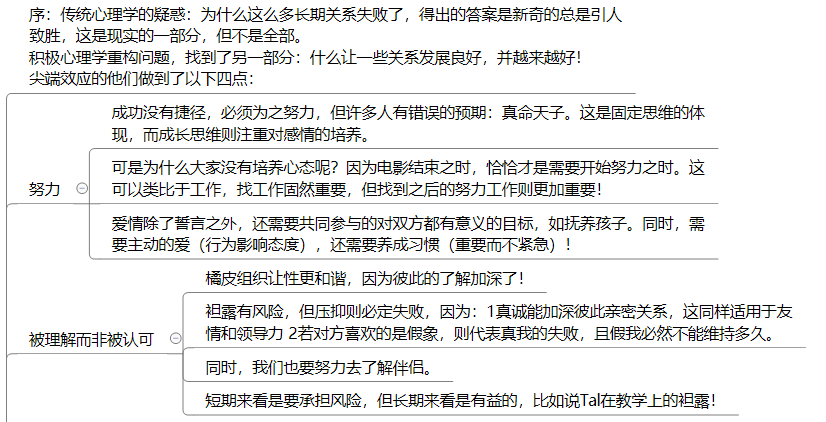 序：传统心理学的疑惑：为什么这么多长期关系失败了，得出的答案是新奇的总是引人
致胜，这是现实的一部分，但不是全部。
积极心理学重构问题，找到了另一部分：什么让一些关系发展良好，并越来越好！
尖端效应的他们做到了以下四点：
成功没有捷径，必须为之努力，但许多人有错误的预期：真命天子。这是固定思维的体
现，而成长思维则注重对感情的培养。
努力
可是为什么大家没有培养心态呢？因为电影结束之时，恰恰才是需要开始努力之时。这
可以类比于工作，找工作固然重要，但找到之后的努力工作则更加重要！
爱情除了誓言之外，还需要共同参与的对双方都有意义的目标，如抚养孩子。同时，需
要主动的爱（行为影响态度），还需要养成习惯（重要而不紧急）！
被理解而非被认可
橘皮组织让性更和谐，因为彼此的了解加深了！
袒露有风险，但压抑则必定失败，因为：1真诚能加深彼此亲密关系，这同样适用于友
情和领导力 2若对方喜欢的是假象，则代表真我的失败，且假我必然不能维持多久。
同时，我们也要努力去了解伴侣。
短期来看是要承担风险，但长期来看是有益的，比如说Tal在教学上的袒露！